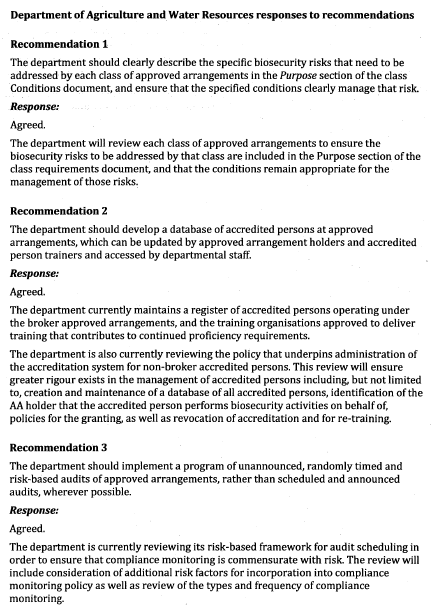 Department of Agriculture and Water Resources responses to recommendations
Recommendation 1
The department should clearly describe the specific biosecurity risks that need to be
addressed by each class of approved arrangements in the Purpose section of the class
Conditions document, and ensure that the specified conditions clearly manage that risk.
Response:
Agreed.
The department will review each class of approved arrangements to ensure the
biosecurity risks to be addressed by that class are included in the Purpose section of the
class requirements document, and that the conditions remain appropriate for the
management of those risks.
Recommendation 2
The department should develop a database of accredited persons at approved
arrangements, which can be updated by approved arrangement holders and accredited
person trainers and accessed by departmental staff.
Response:
Agreed.
The department currently maintains a register of accredited persons operating under
the broker approved arrangements, and the training organisations approved to deliver
training that contributes to continued proficiency requirements.
The department is also currently reviewing the policy that underpins administration of
the accreditation system for non-broker accredited persons. This review will ensure
greater rigour exists in the management of accredited persons including, but not limited
to, creation and maintenance of a database of all accredited persons, identification of the
AA holder that the accredited person performs biosecurity activities on behalf of,
policies for the granting, as well as revocation of accreditation and for re-training.
Recommendation 3
The department should implement a program of unannounced, randomly timed and
risk-based audits of approved arrangements, rather than scheduled and announced
audits, wherever possible.
Response:
Agreed.
The department is currently reviewing its risk-based framework for audit scheduling in
order to ensure that compliance monitoring is commensurate with risk. The review will
include consideration of additional risk factors for incorporation into compliance
monitoring policy as well as review of the types and frequency of compliance
monitoring.